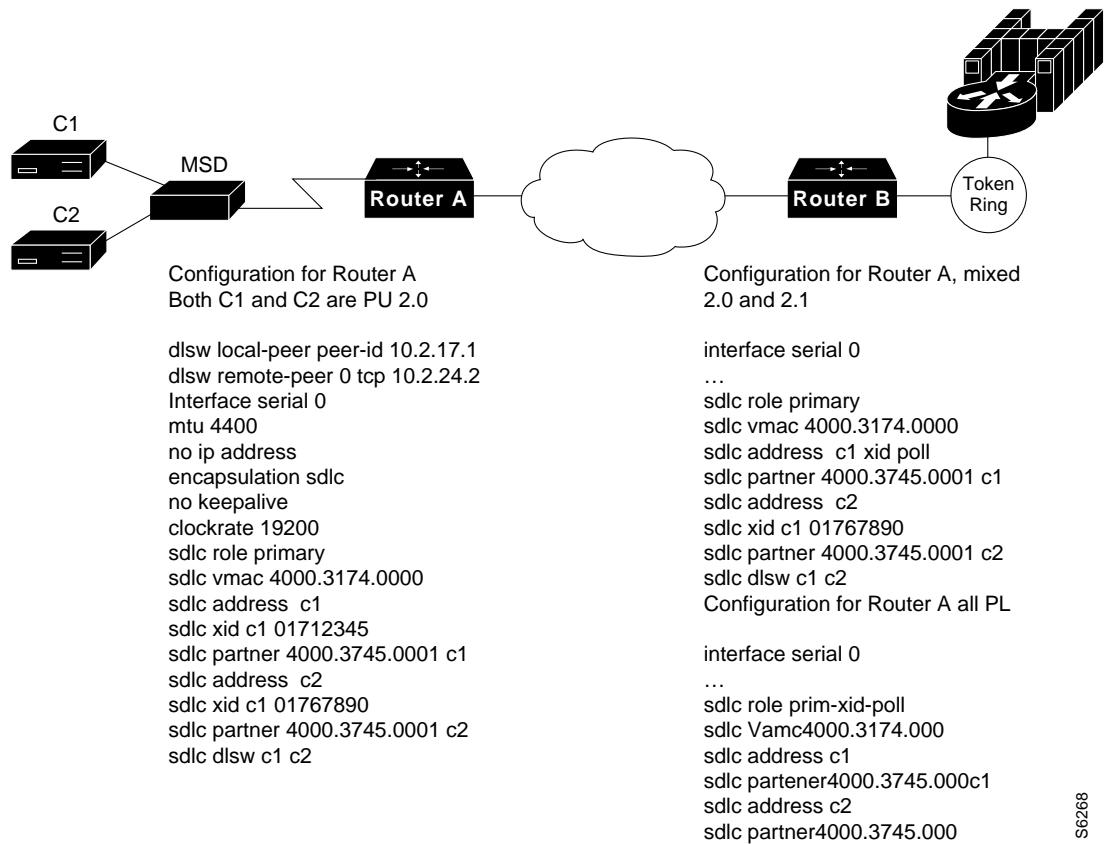 C1
MSD
C2
Router A
Router B
Token
Ring
Configuration for Router A
Both C1 and C2 are PU 2.0
dlsw local-peer peer-id 10.2.17.1
dlsw remote-peer 0 tcp 10.2.24.2
Interface serial 0
mtu 4400
no ip address
encapsulation sdlc
no keepalive
clockrate 19200
sdlc role primary
sdlc vmac 4000.3174.0000
sdlc address  c1
sdlc xid c1 01712345
sdlc partner 4000.3745.0001 c1
sdlc address  c2
sdlc xid c1 01767890
sdlc partner 4000.3745.0001 c2
sdlc dlsw c1 c2
Configuration for Router A, mixed
2.0 and 2.1
interface serial 0
…
sdlc role primary
sdlc vmac 4000.3174.0000
sdlc address  c1 xid poll
sdlc partner 4000.3745.0001 c1
sdlc address  c2
sdlc xid c1 01767890
sdlc partner 4000.3745.0001 c2
sdlc dlsw c1 c2
Configuration for Router A all PL
interface serial 0
…
sdlc role prim-xid-poll
sdlc Vamc4000.3174.000
sdlc address c1
sdlc partener4000.3745.000c1
sdlc address c2
sdlc partner4000.3745.000
S6268